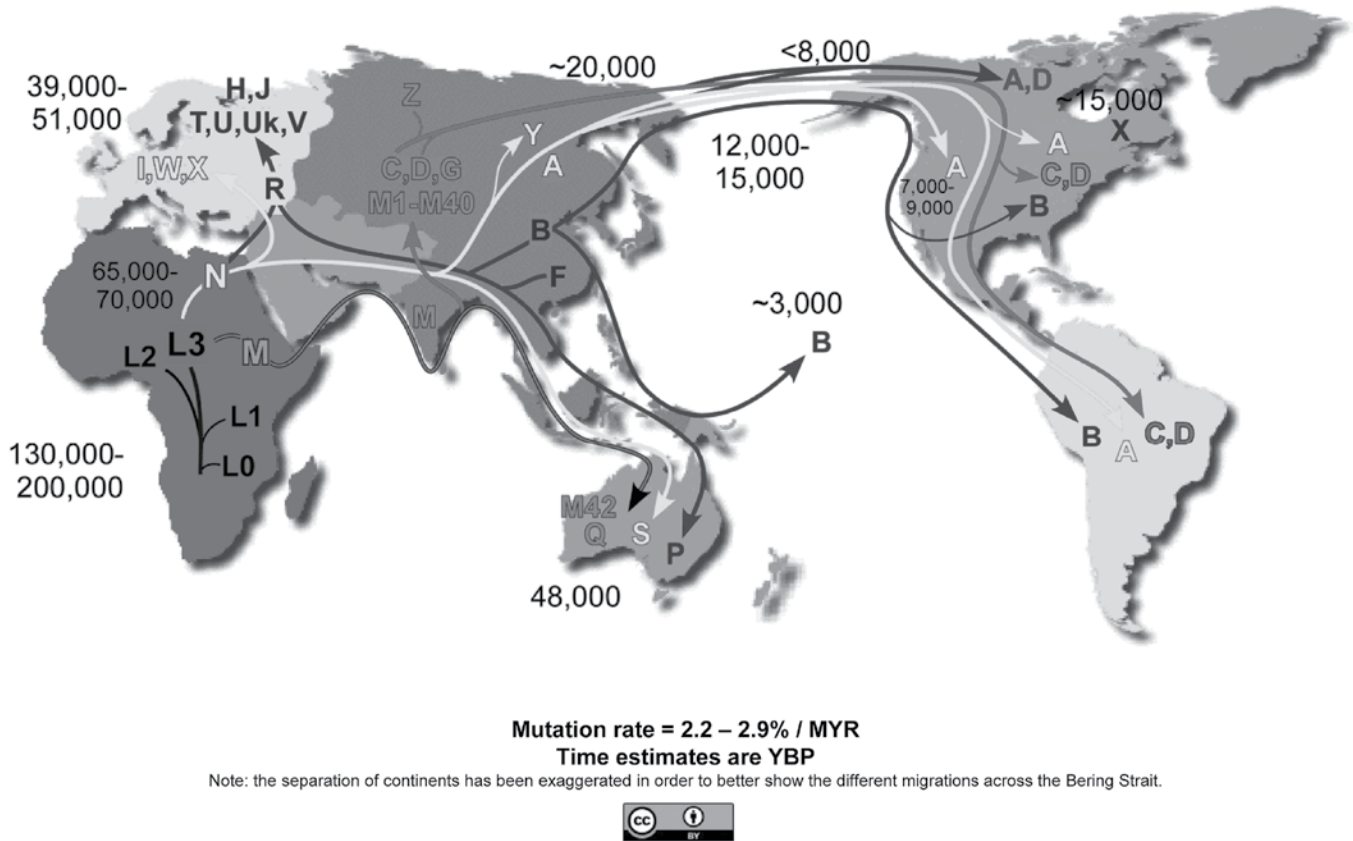 39,000-
51,000
H,J
T,U,Uk,V
I,W,X
R
Z
~20,000
<8,000
A,D
~15,000
X
Y
A
C,D,G
M1-M40
12,000-
15,000
A
7,000-
9,000
A
C,D
B
B
F
65,000-
70,000
N
M
~3,000
B
L2
L3
M
L1
L0
130,000-
200,000
B
A
C,D
M42
Q
S
P
48,000
Mutation rate = 2.2 – 2.9% / MYR
Time estimates are YBP
Note: the separation of continents has been exaggerated in order to better show the different migrations across the Bering Strait.
cc
BY